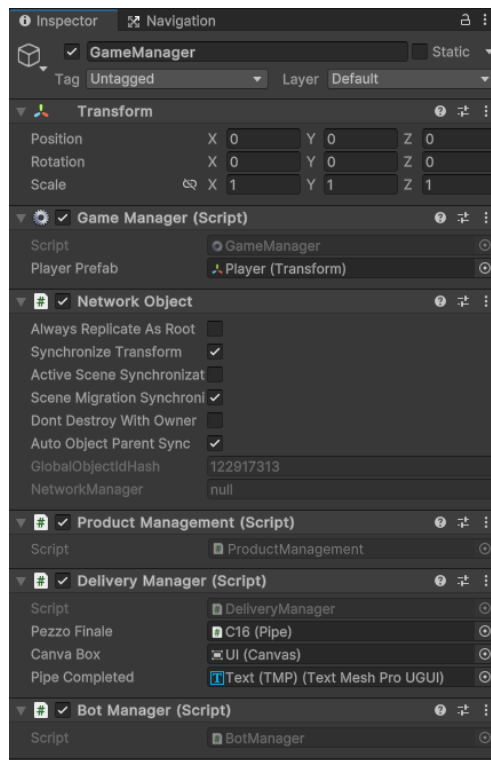 Inspector Navigation
GameManager Static
Tag Untagged Layer Default
Transform
Position X 0 Y 0 Z 0
Rotation X 0 Y 0 Z 0
Scale X 1 Y 1 Z 1
Game Manager (Script)
Script GameManager
Player Prefab Player (Transform)
Network Object
Always Replicate As Root
Synchronize Transform
Active Scene Synchronizat
Scene Migration Synchroni
Dont Destroy With Owner
Auto Object Parent Sync
GlobalObjectIdHash 122917313
NetworkManager null
Product Management (Script)
Script ProductManagement
Delivery Manager (Script)
Script DeliveryManager
Pezzo Finale C16 (Pipe)
Canva Box UI (Canvas)
Pipe Completed Text (TMP) (Text Mesh Pro UGUI)
Bot Manager (Script)
Script BotManager